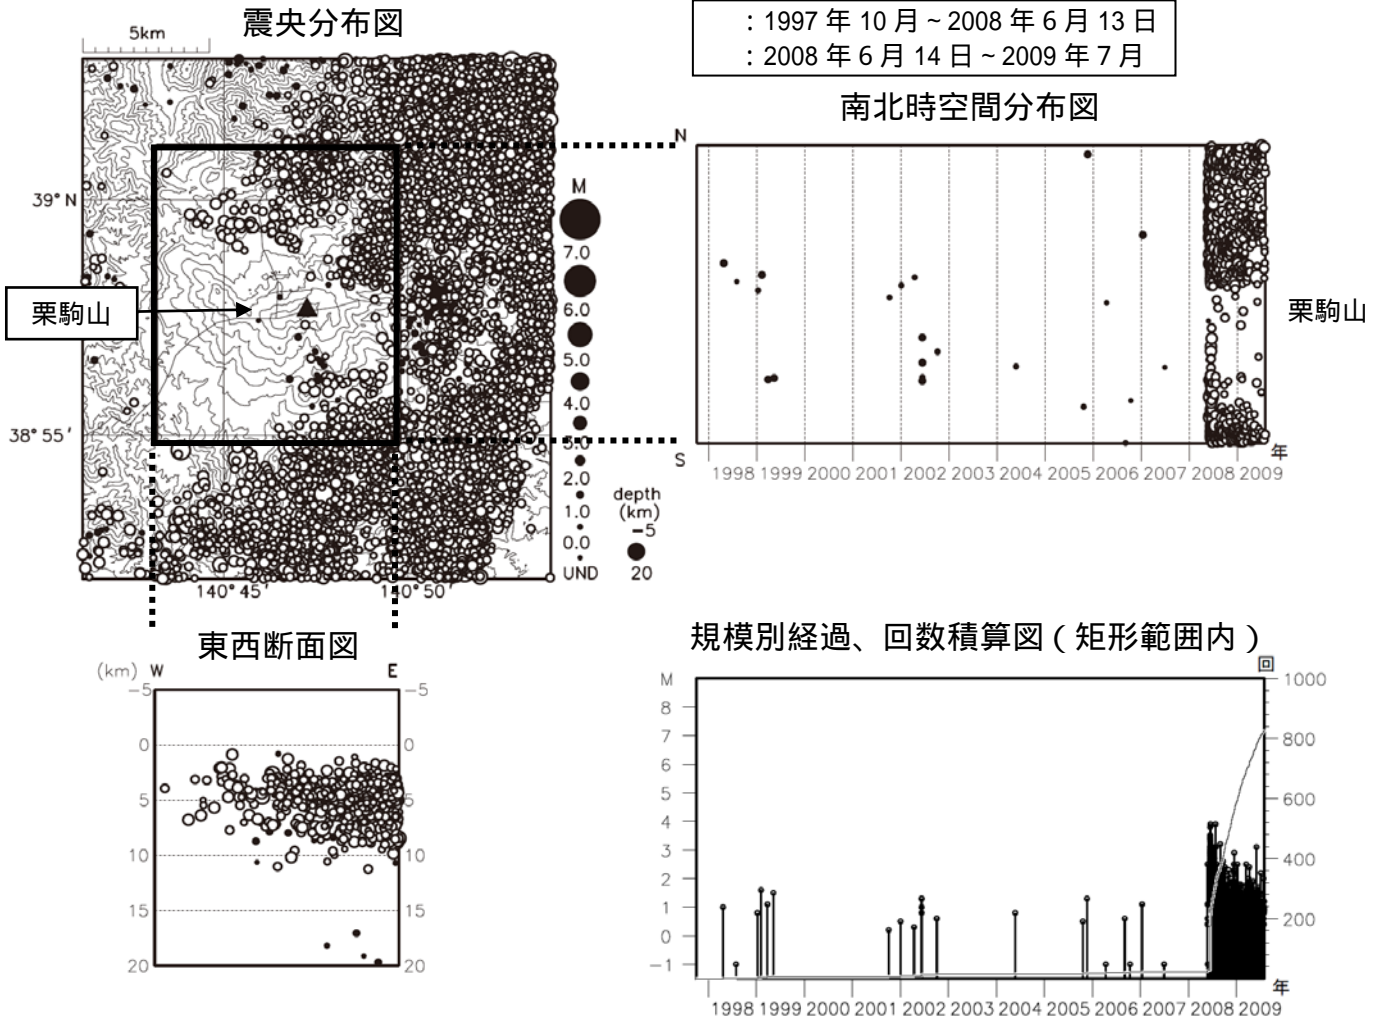 震央分布図
5km
39°N
38°55′
140°45′
140°50′
栗駒山
M
7.0
6.0
5.0
4.0
3.0
2.0
1.0
0.0
UND
depth
(km)
-5
20
:1997年10月~2008年6月13日
:2008年6月14日~2009年7月
南北時空間分布図
N
S
栗駒山
年
1998 1999 2000 2001 2002 2003 2004 2005 2006 2007 2008 2009
東西断面図
(km) W E
-5 -5
0 0
5 5
10 10
15 15
20 20
規模別経過、回数積算図(矩形範囲内)
回
M 1000
8
7 800
6
5 600
4
3 400
2
1 200
0
-1
年
1998 1999 2000 2001 2002 2003 2004 2005 2006 2007 2008 2009